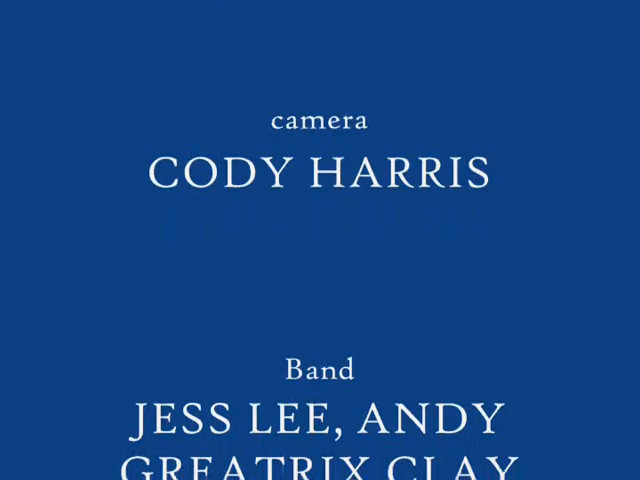 camera
CODY HARRIS
Band
JESS LEE, ANDY
GREATRIX CLAY